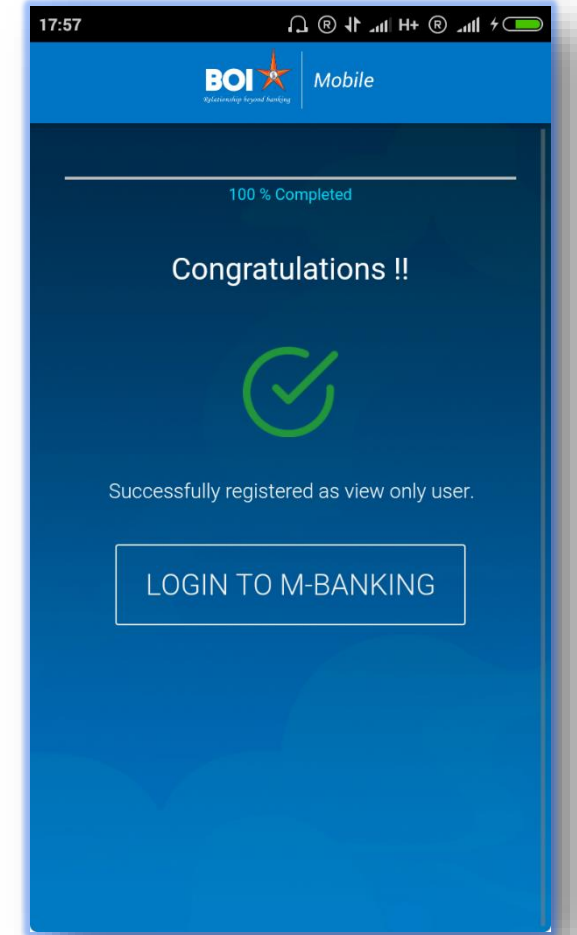 17:57
R H+ R
BOI Mobile
Relationship beyond banking
100 % Completed
Congratulations !!
Successfully registered as view only user.
LOGIN TO M-BANKING